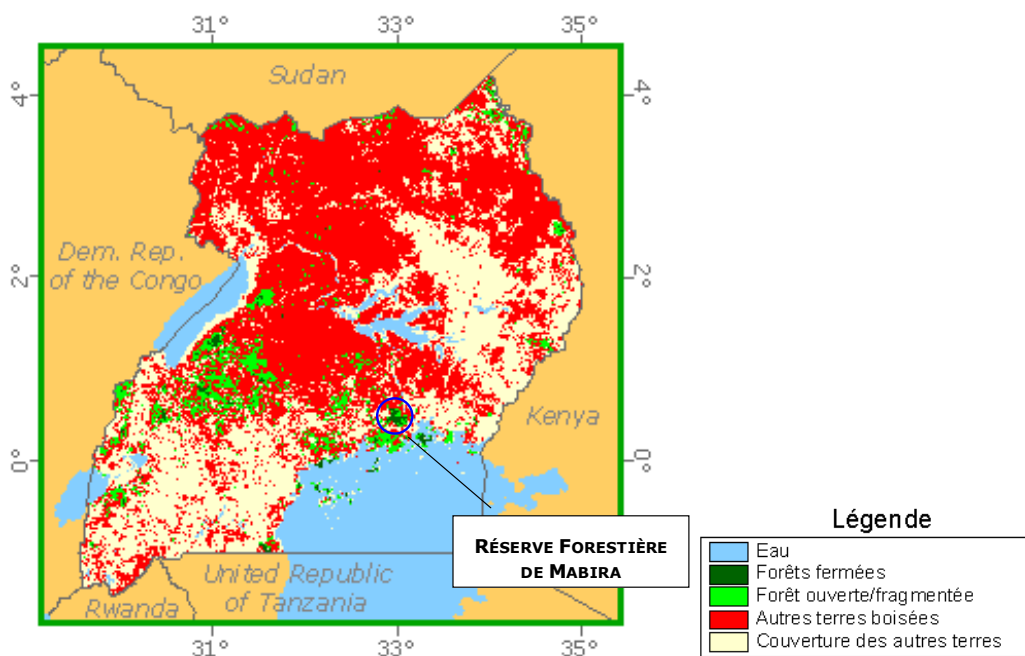 31° 33° 35°
Sudan
4° 4°
Dem. Rep.
of the Congo
2° 2°
Kenya
0° 0°
RÉSERVE FORESTIÈRE
DE MABIRA
United Republic
of Tanzania
Rwanda
31° 33° 35°
Légende
Eau
Forêts fermées
Forêt ouverte/fragmentée
Autres terres boisées
Couverture des autres terres